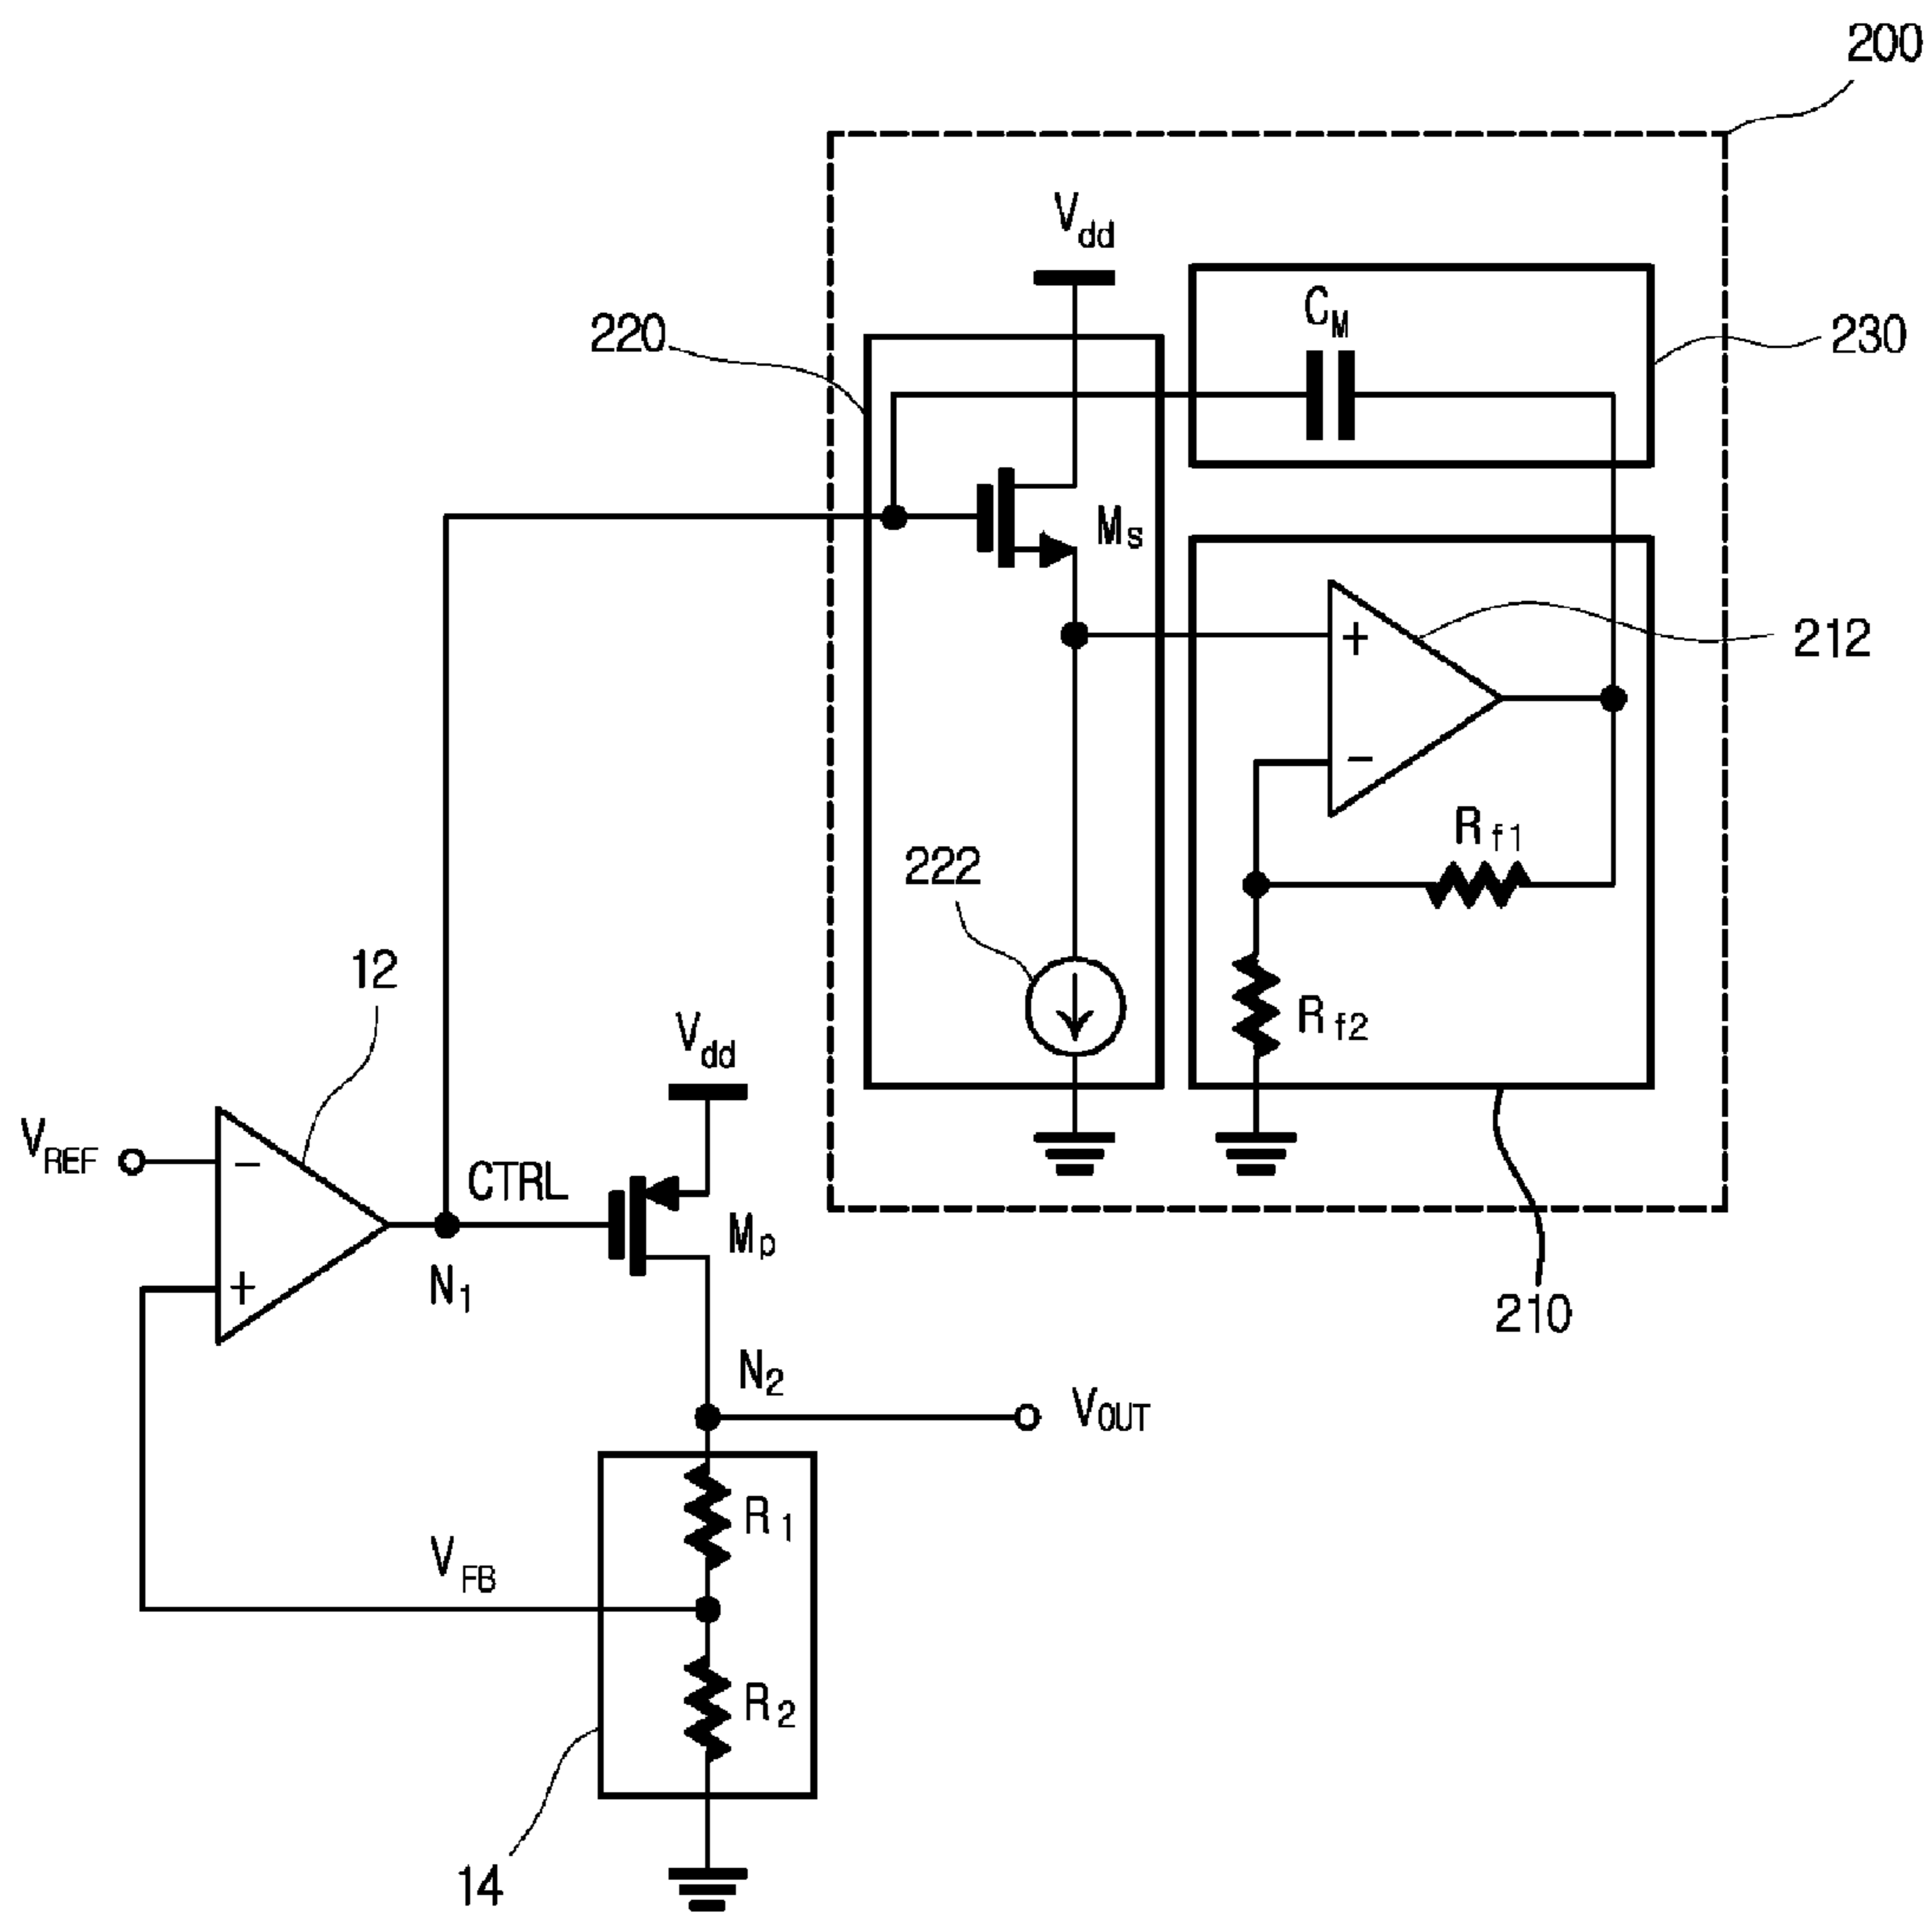 200
Vdd
CM
220
230
Ms
+
212
−
Rf1
222
Rf2
12
Vdd
VREF
−
CTRL
Mp
+
N1
210
N2
VOUT
R1
VFB
R2
14